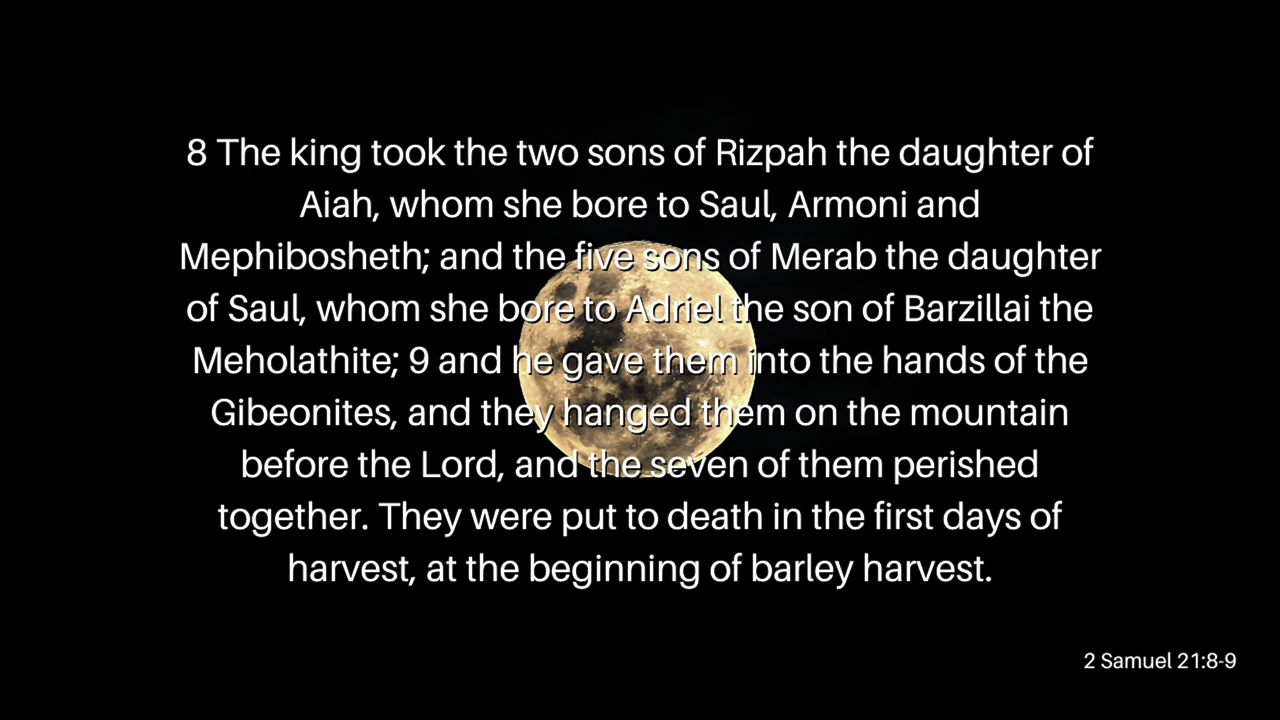 8 The king took the two sons of Rizpah the daughter of
Aiah, whom she bore to Saul, Armoni and
Mephibosheth; and the five sons of Merab the daughter
of Saul, whom she bore to Adriel the son of Barzillai the
Meholathite; 9 and he gave them into the hands of the
Gibeonites, and they hanged them on the mountain
before the Lord, and the seven of them perished
together. They were put to death in the first days of
harvest, at the beginning of barley harvest.
2 Samuel 21:8-9